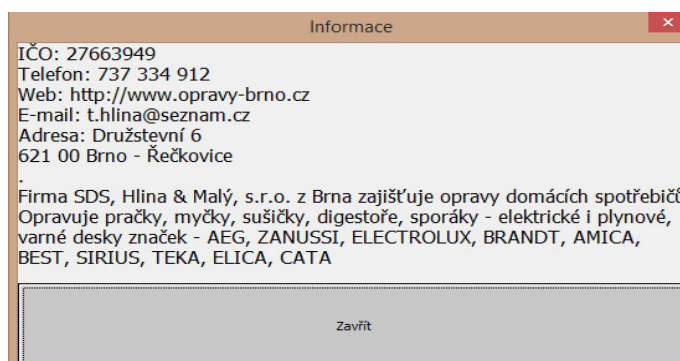 Informace
IČO: 27663949
Telefon: 737 334 912
Web: http://www.opravy-brno.cz
E-mail: t.hlina@seznam.cz
Adresa: Družstevní 6
621 00 Brno - Řečkovice
.
Firma SDS, Hlina & Malý, s.r.o. z Brna zajišťuje opravy domácích spotřebičů
Opravuje pračky, myčky, sušičky, digestoře, sporáky - elektrické i plynové,
varné desky značek - AEG, ZANUSSI, ELECTROLUX, BRANDT, AMICA,
BEST, SIRIUS, TEKA, ELICA, CATA
Zavřít